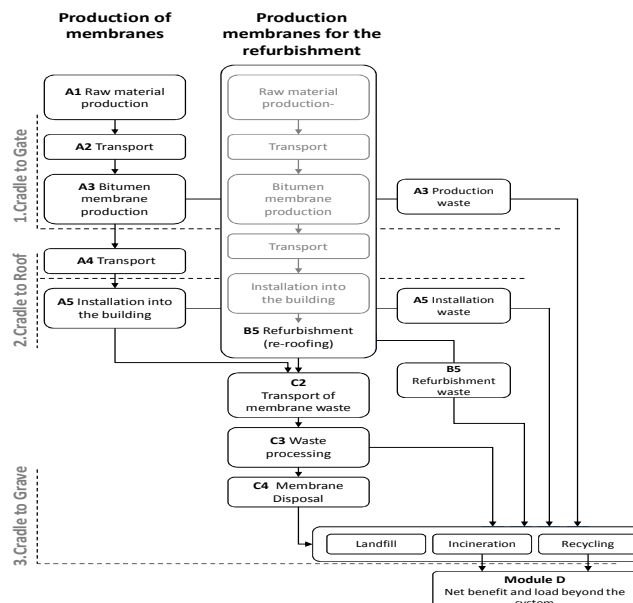 Production of
membranes
Production
membranes for the
refurbishment
A1 Raw material
production
Raw material
production-
A2 Transport
Transport
A3 Bitumen
membrane
production
Bitumen
membrane
production
A3 Production
waste
1.Cradle to Gate
Transport
A4 Transport
A5 Installation into
the building
Installation into
the building
A5 Installation
waste
2.Cradle to Roof
B5 Refurbishment
(re-roofing)
B5
Refurbishment
waste
C2
Transport of
membrane waste
C3 Waste
processing
C4 Membrane
Disposal
3.Cradle to Grave
Landfill
Incineration
Recycling
Module D
Net benefit and load beyond the
system